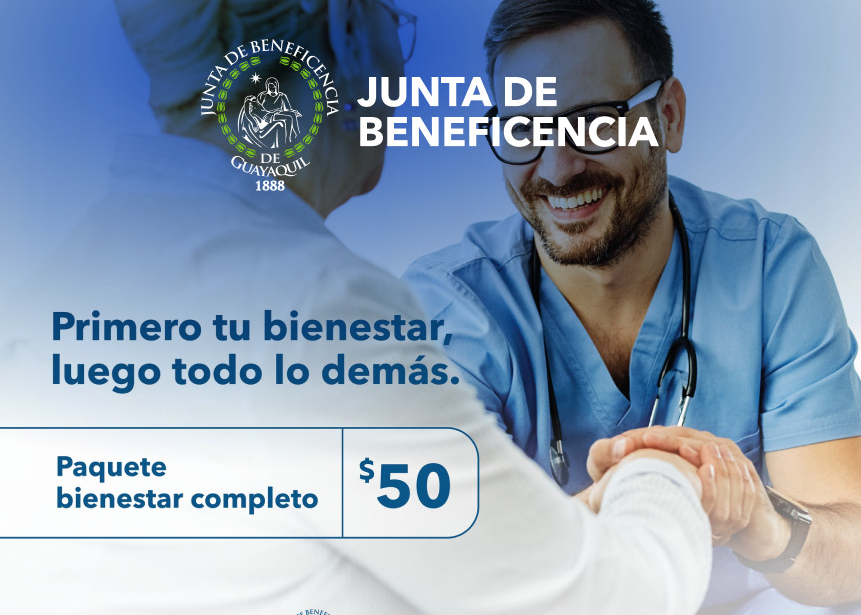 JUNTA DE BENEFICENCIA
DE
GUAYAQUIL
1888
JUNTA DE
BENEFICENCIA
Primero tu bienestar,
luego todo lo demás.
Paquete
bienestar completo
$50